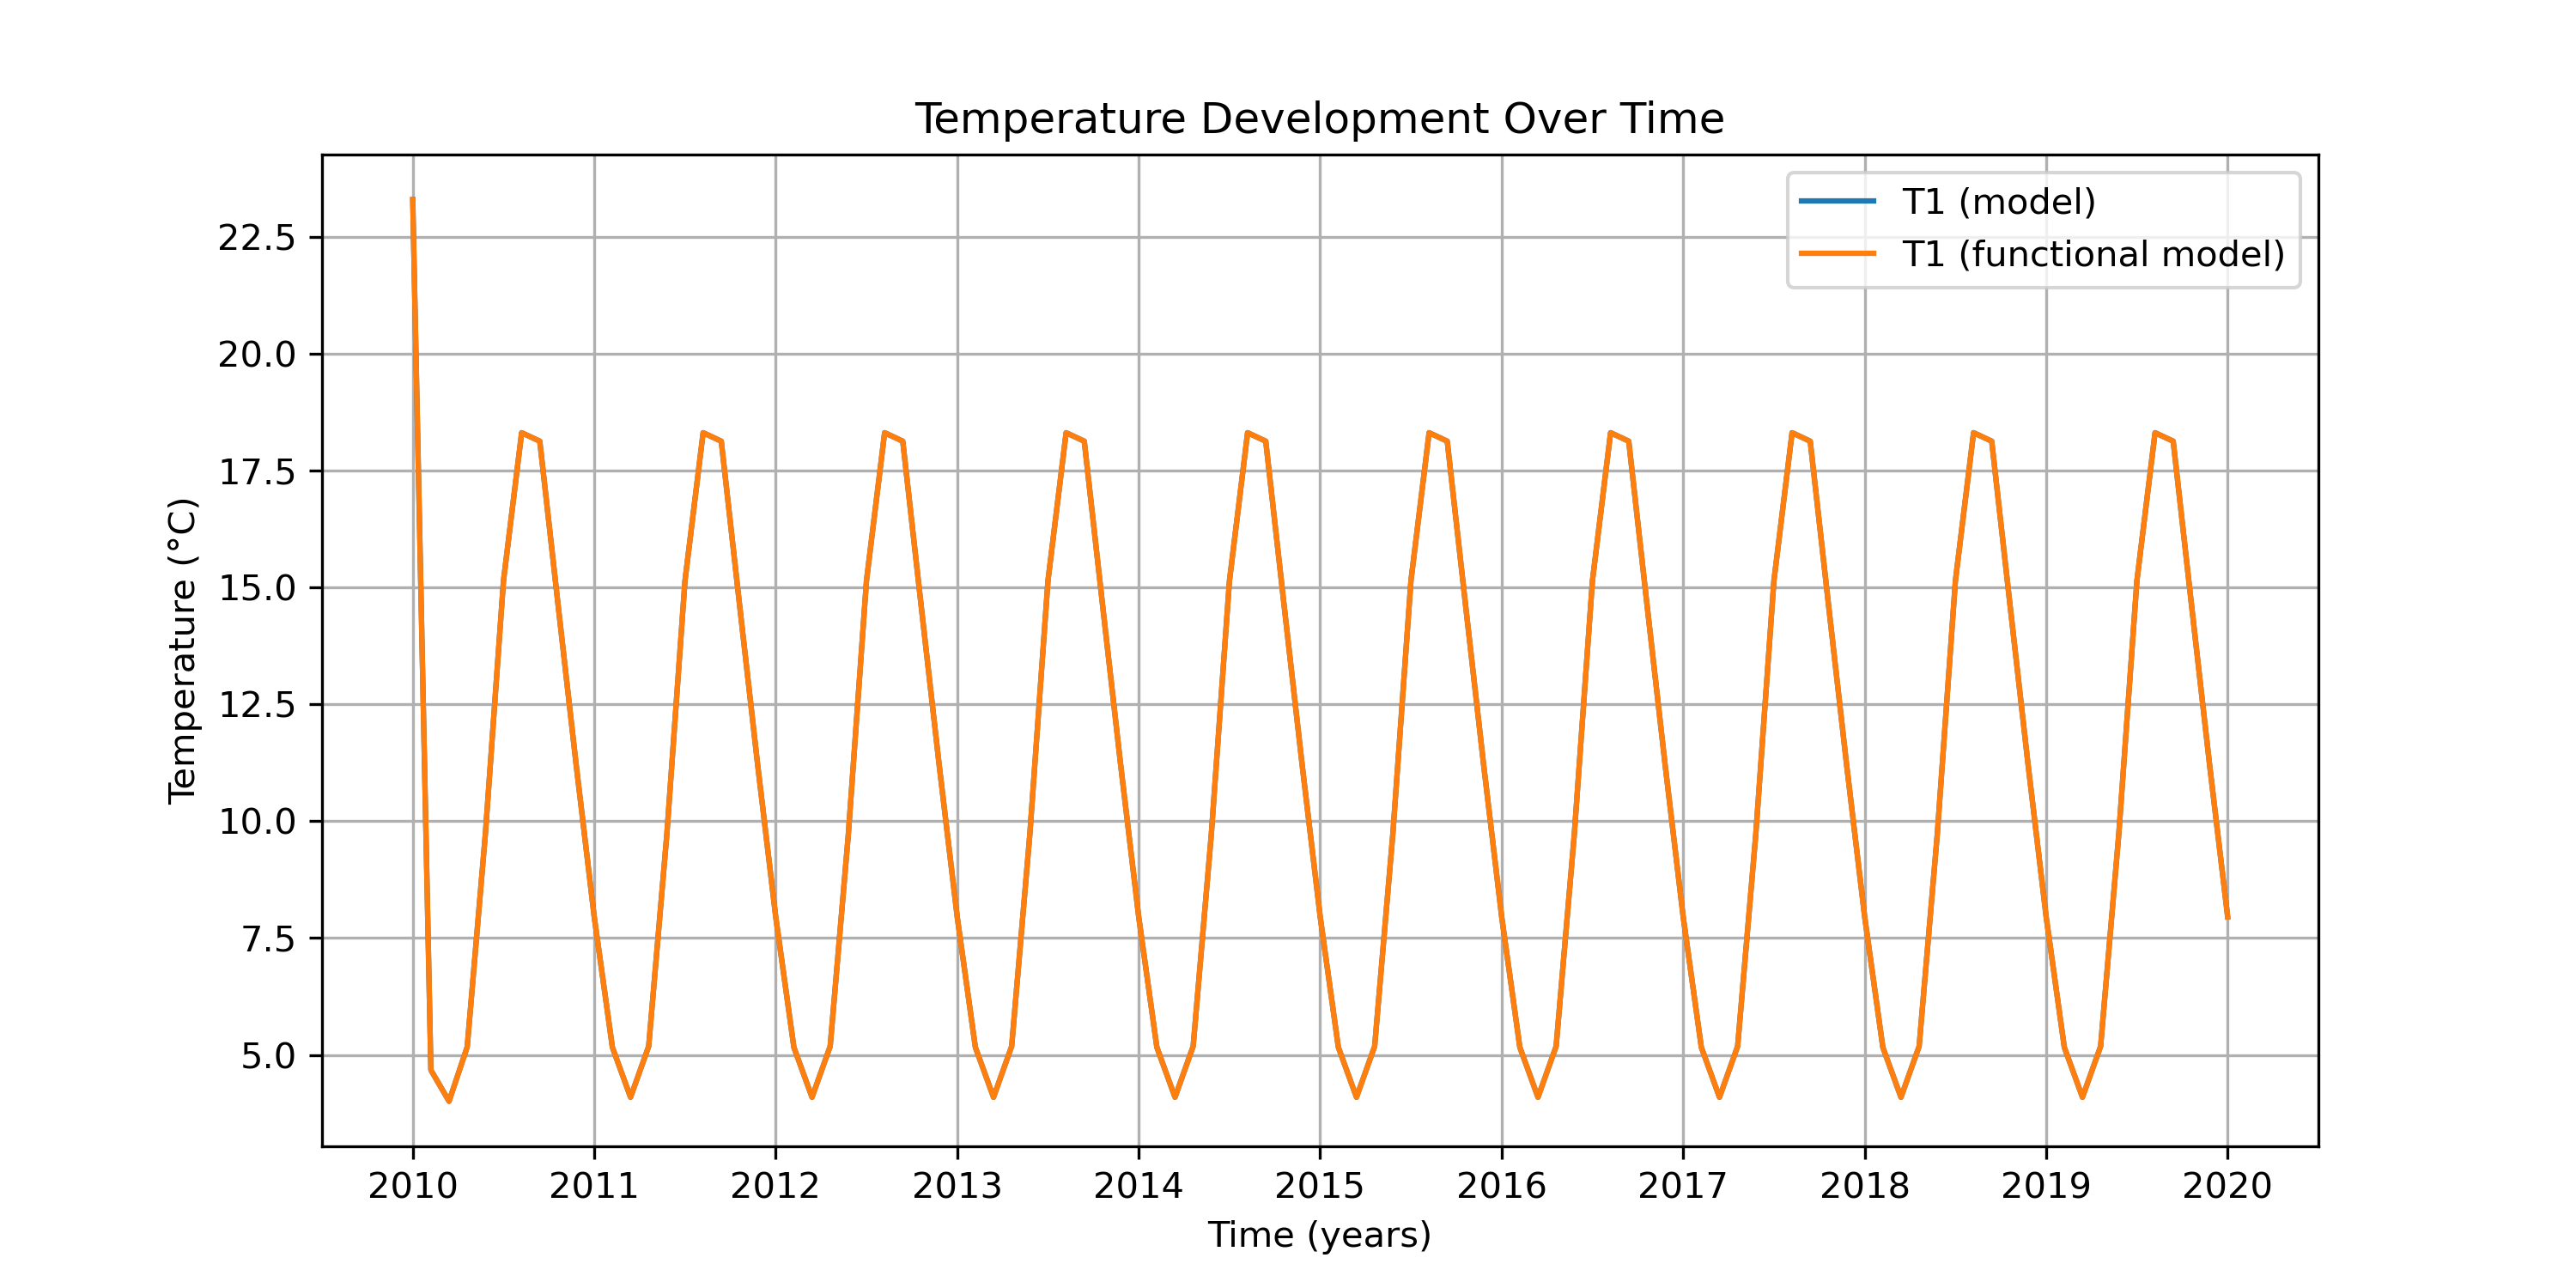 Temperature Development Over Time
T1 (model)
T1 (functional model)
Temperature (°C)
22.5
20.0
17.5
15.0
12.5
10.0
7.5
5.0
2010 2011 2012 2013 2014 2015 2016 2017 2018 2019 2020
Time (years)